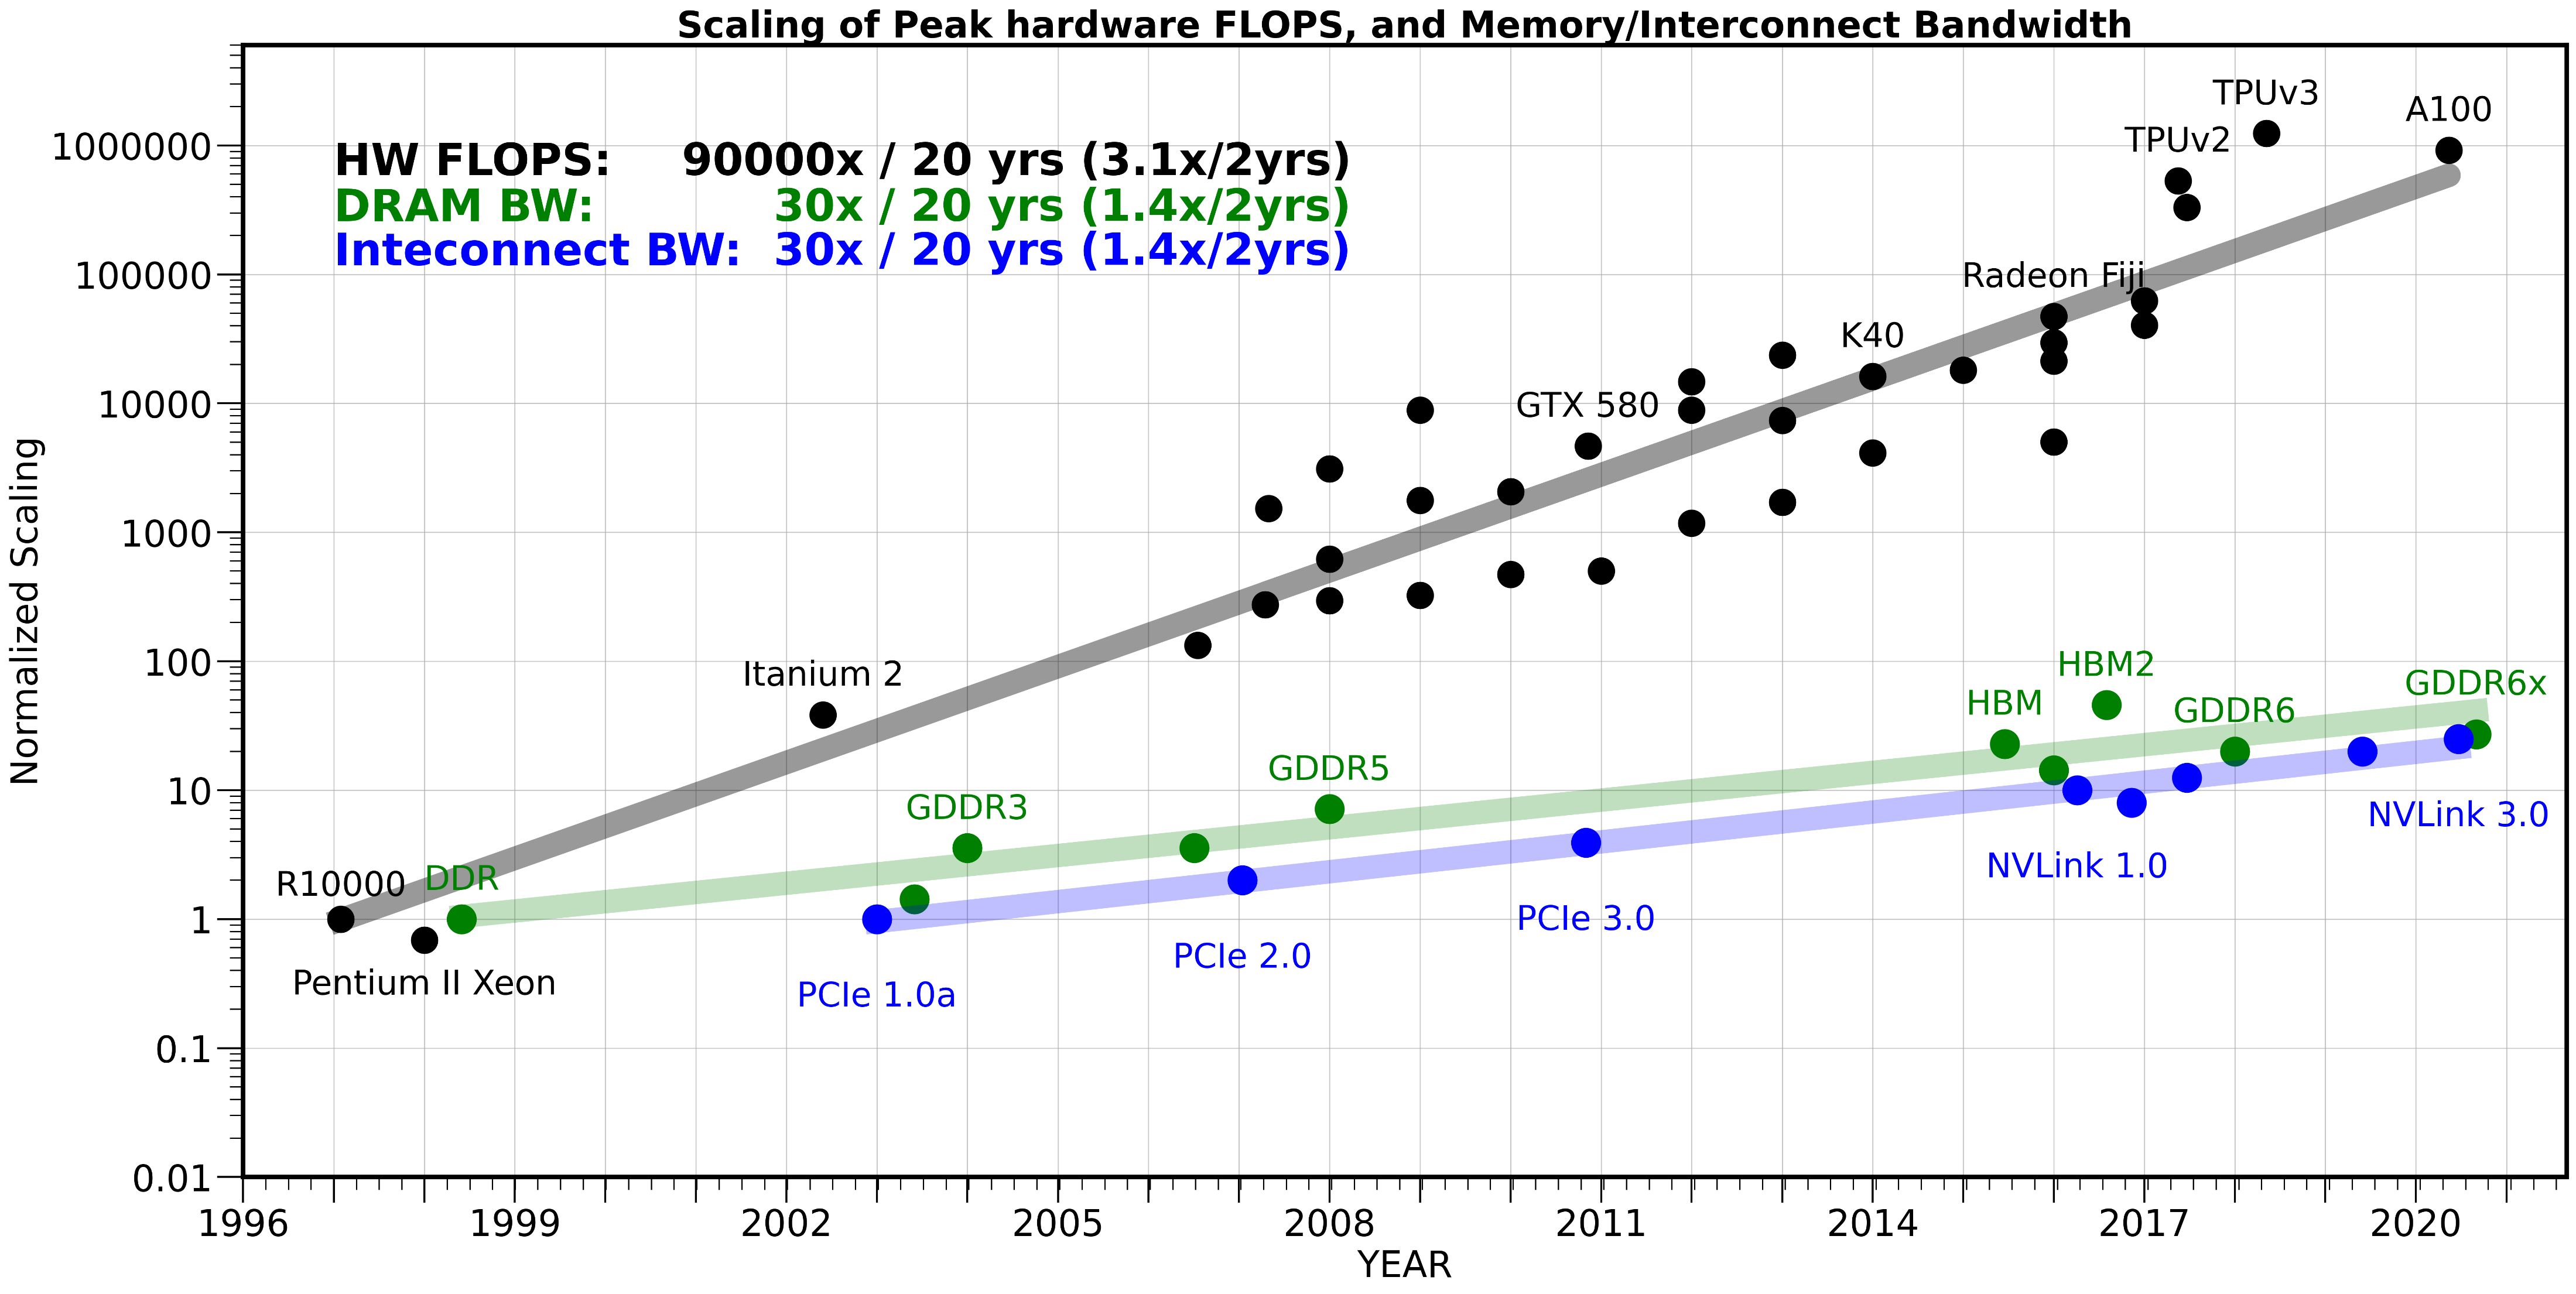 Scaling of Peak hardware FLOPS, and Memory/Interconnect Bandwidth
TPUv3
A100
TPUv2
1000000
HW FLOPS: 90000x / 20 yrs (3.1x/2yrs)
DRAM BW: 30x / 20 yrs (1.4x/2yrs)
Inteconnect BW: 30x / 20 yrs (1.4x/2yrs)
100000
Radeon Fiji
K40
10000
GTX 580
Normalized Scaling
1000
100
Itanium 2
HBM2
HBM
GDDR6
GDDR6x
10
GDDR5
GDDR3
NVLink 3.0
NVLink 1.0
R10000
DDR
1
PCIe 3.0
PCIe 2.0
Pentium II Xeon
PCIe 1.0a
0.1
0.01
1996 1999 2002 2005 2008 2011 2014 2017 2020
YEAR